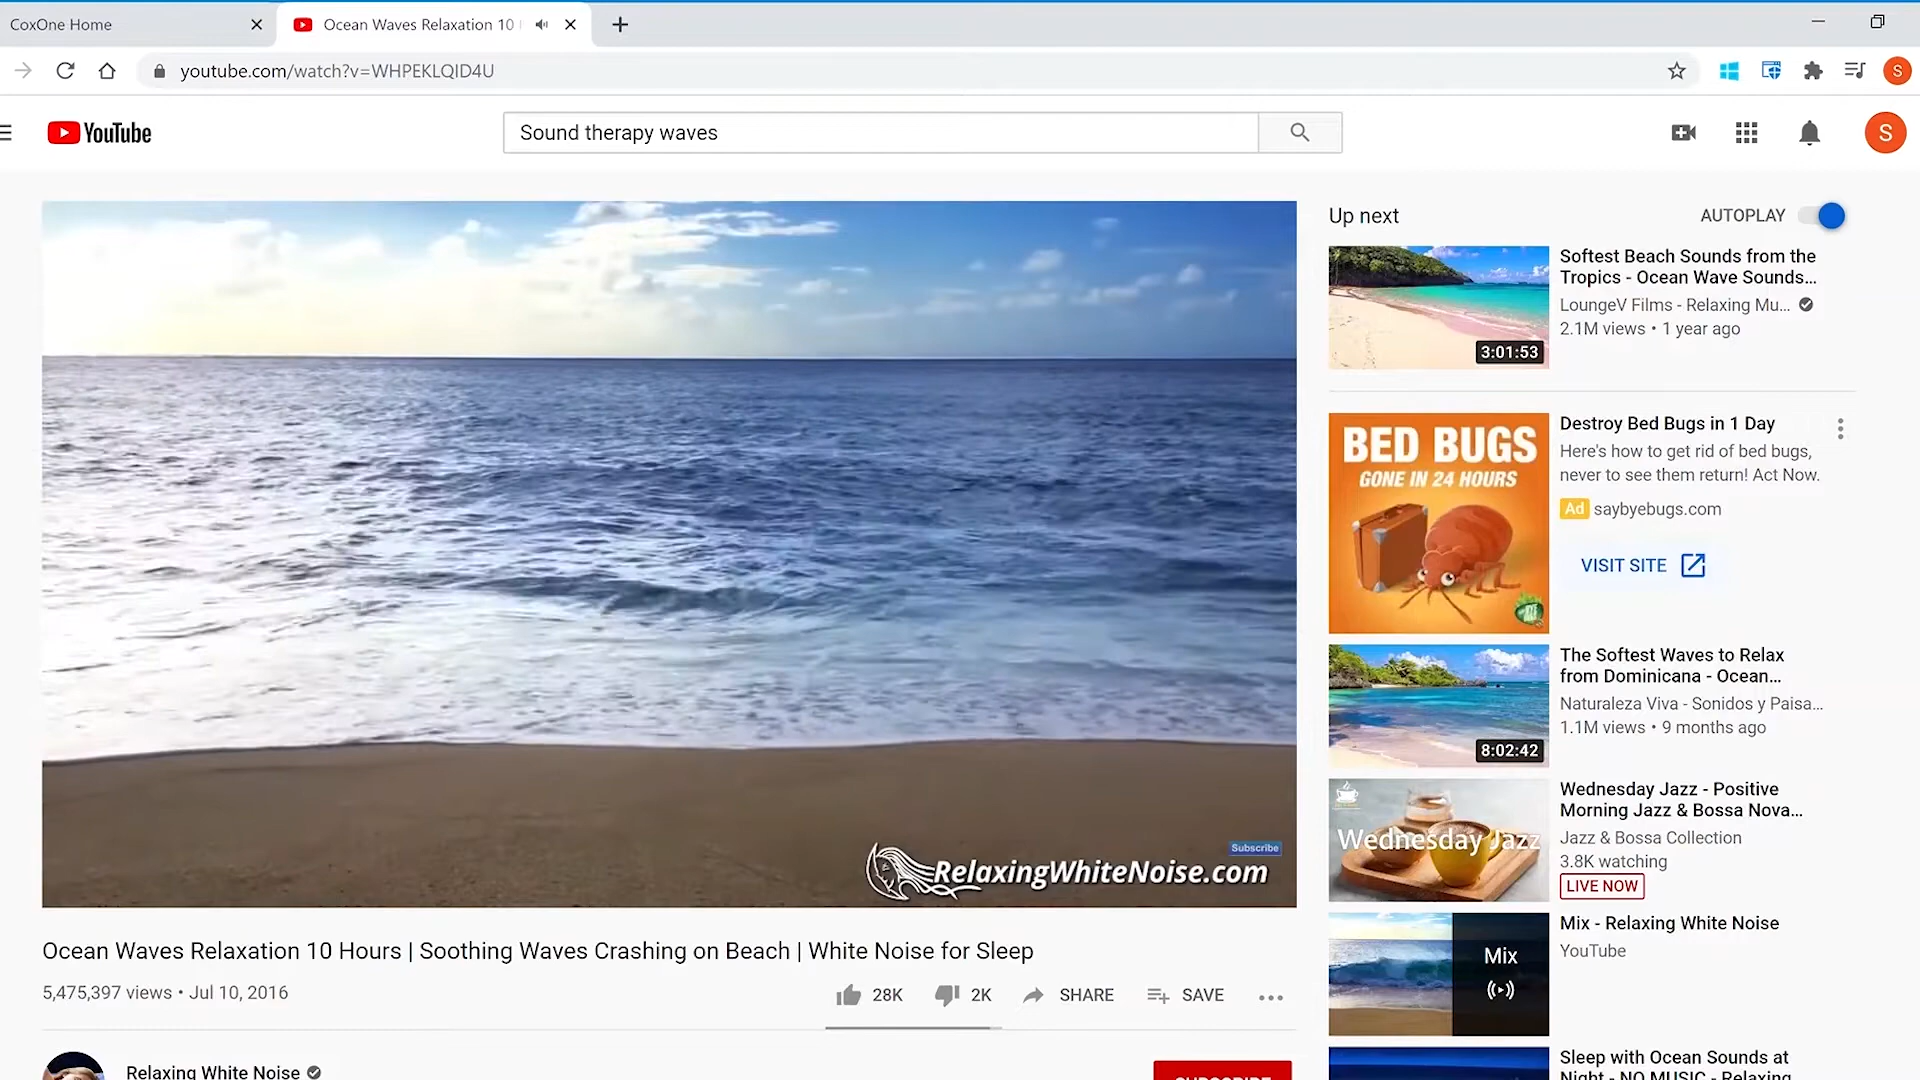 CoxOne Home
Ocean Waves Relaxation 10
youtube.com/watch?v=WHPEKLQID4U
S
YouTube
Sound therapy waves
S
Up next
AUTOPLAY
Softest Beach Sounds from the
Tropics - Ocean Wave Sounds...
LoungeV Films - Relaxing Mu...
2.1M views • 1 year ago
3:01:53
BED BUGS
GONE IN 24 HOURS
Destroy Bed Bugs in 1 Day
Here's how to get rid of bed bugs,
never to see them return! Act Now.
Ad saybyebugs.com
VISIT SITE
The Softest Waves to Relax
from Dominicana - Ocean...
Naturaleza Viva - Sonidos y Paisa...
1.1M views • 9 months ago
8:02:42
Wednesday Jazz
Wednesday Jazz - Positive
Morning Jazz & Bossa Nova...
Jazz & Bossa Collection
3.8K watching
LIVE NOW
Mix
Mix - Relaxing White Noise
YouTube
Sleep with Ocean Sounds at
Night - NO MUSIC - Relaxing
Subscribe
RelaxingWhiteNoise.com
Ocean Waves Relaxation 10 Hours | Soothing Waves Crashing on Beach | White Noise for Sleep
5,475,397 views • Jul 10, 2016
28K
2K
SHARE
SAVE
Relaxing White Noise
SUBSCRIBE